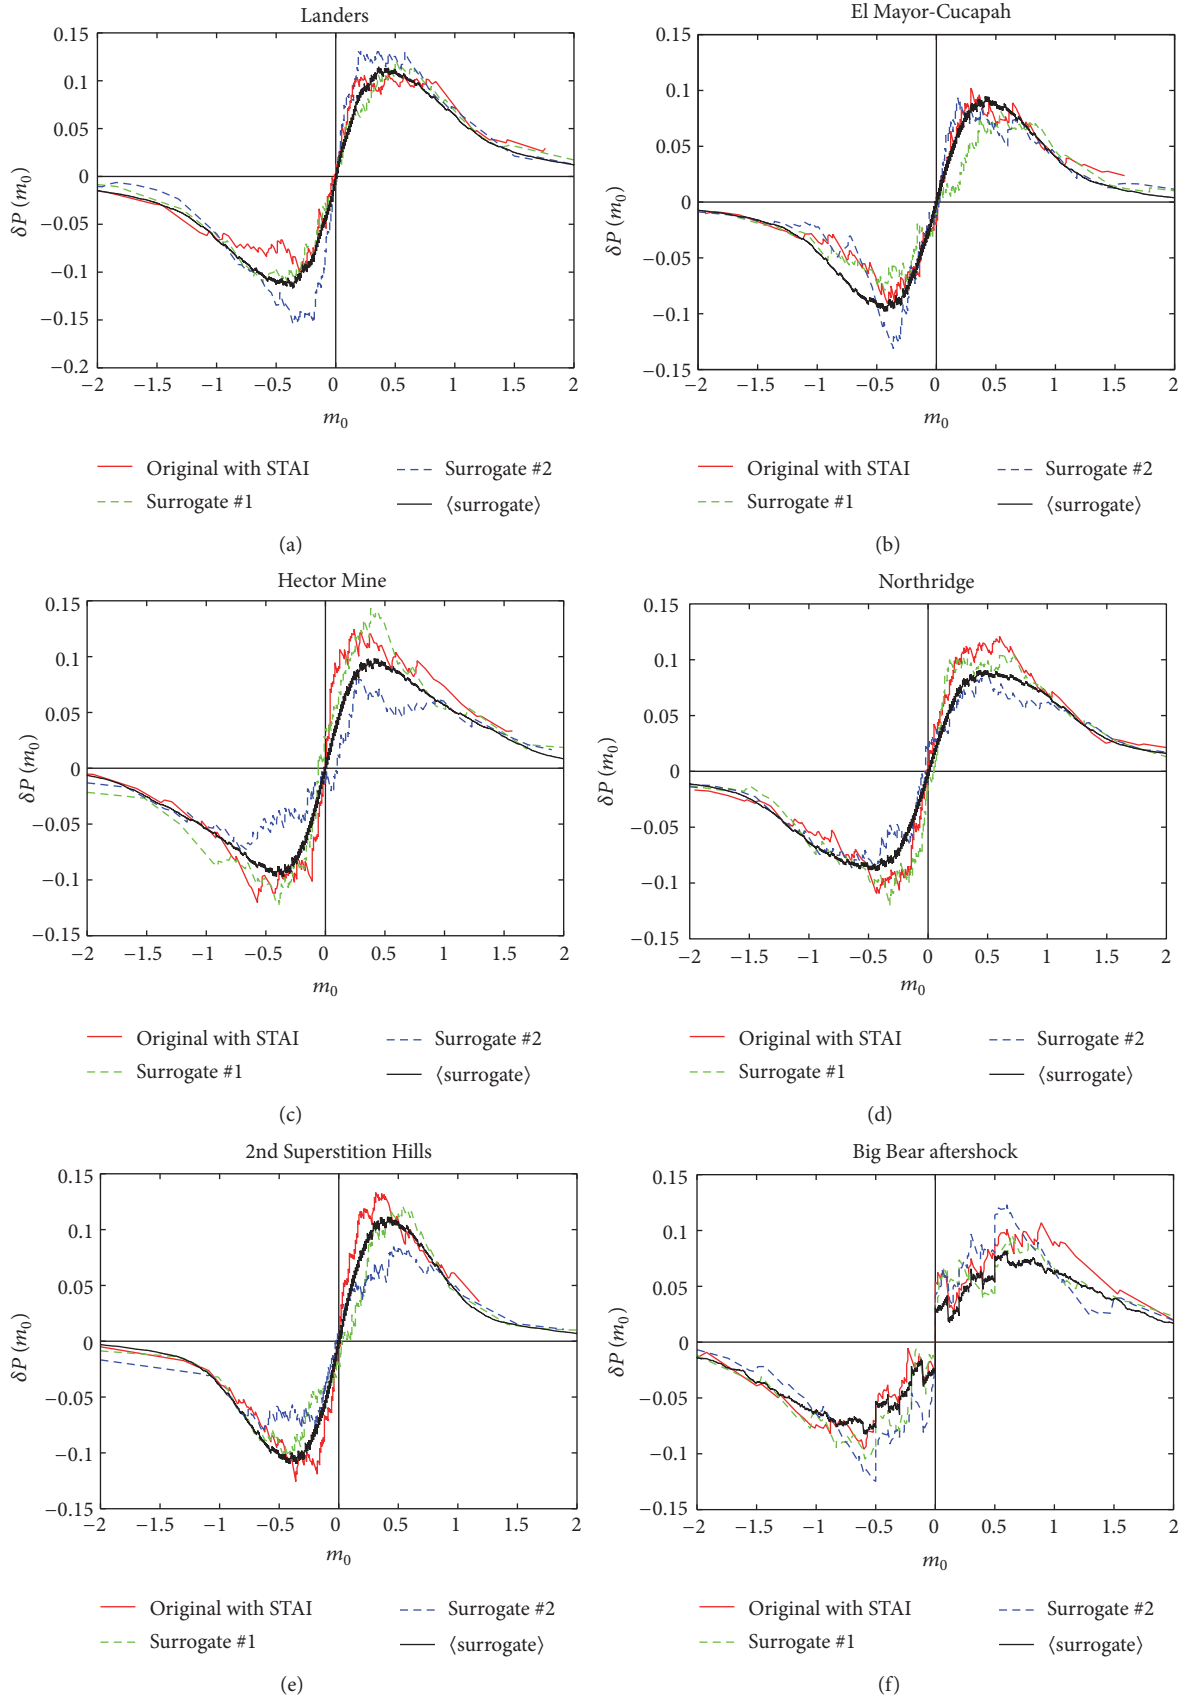 Landers
0.15
0.1
0.05
0
−0.05
−0.1
−0.15
−0.2
δP (m0)
−2 −1.5 −1 −0.5 0 0.5 1 1.5 2
m0
Original with STAI
Surrogate #1
Surrogate #2
⟨surrogate⟩
(a)
El Mayor-Cucapah
0.15
0.1
0.05
0
−0.05
−0.1
−0.15
δP (m0)
−2 −1.5 −1 −0.5 0 0.5 1 1.5 2
m0
Original with STAI
Surrogate #1
Surrogate #2
⟨surrogate⟩
(b)
Hector Mine
0.15
0.1
0.05
0
−0.05
−0.1
−0.15
δP (m0)
−2 −1.5 −1 −0.5 0 0.5 1 1.5 2
m0
Original with STAI
Surrogate #1
Surrogate #2
⟨surrogate⟩
(c)
Northridge
0.15
0.1
0.05
0
−0.05
−0.1
−0.15
δP (m0)
−2 −1.5 −1 −0.5 0 0.5 1 1.5 2
m0
Original with STAI
Surrogate #1
Surrogate #2
⟨surrogate⟩
(d)
2nd Superstition Hills
0.15
0.1
0.05
0
−0.05
−0.1
−0.15
δP (m0)
−2 −1.5 −1 −0.5 0 0.5 1 1.5 2
m0
Original with STAI
Surrogate #1
Surrogate #2
⟨surrogate⟩
(e)
Big Bear aftershock
0.15
0.1
0.05
0
−0.05
−0.1
−0.15
δP (m0)
−2 −1.5 −1 −0.5 0 0.5 1 1.5 2
m0
Original with STAI
Surrogate #1
Surrogate #2
⟨surrogate⟩
(f)